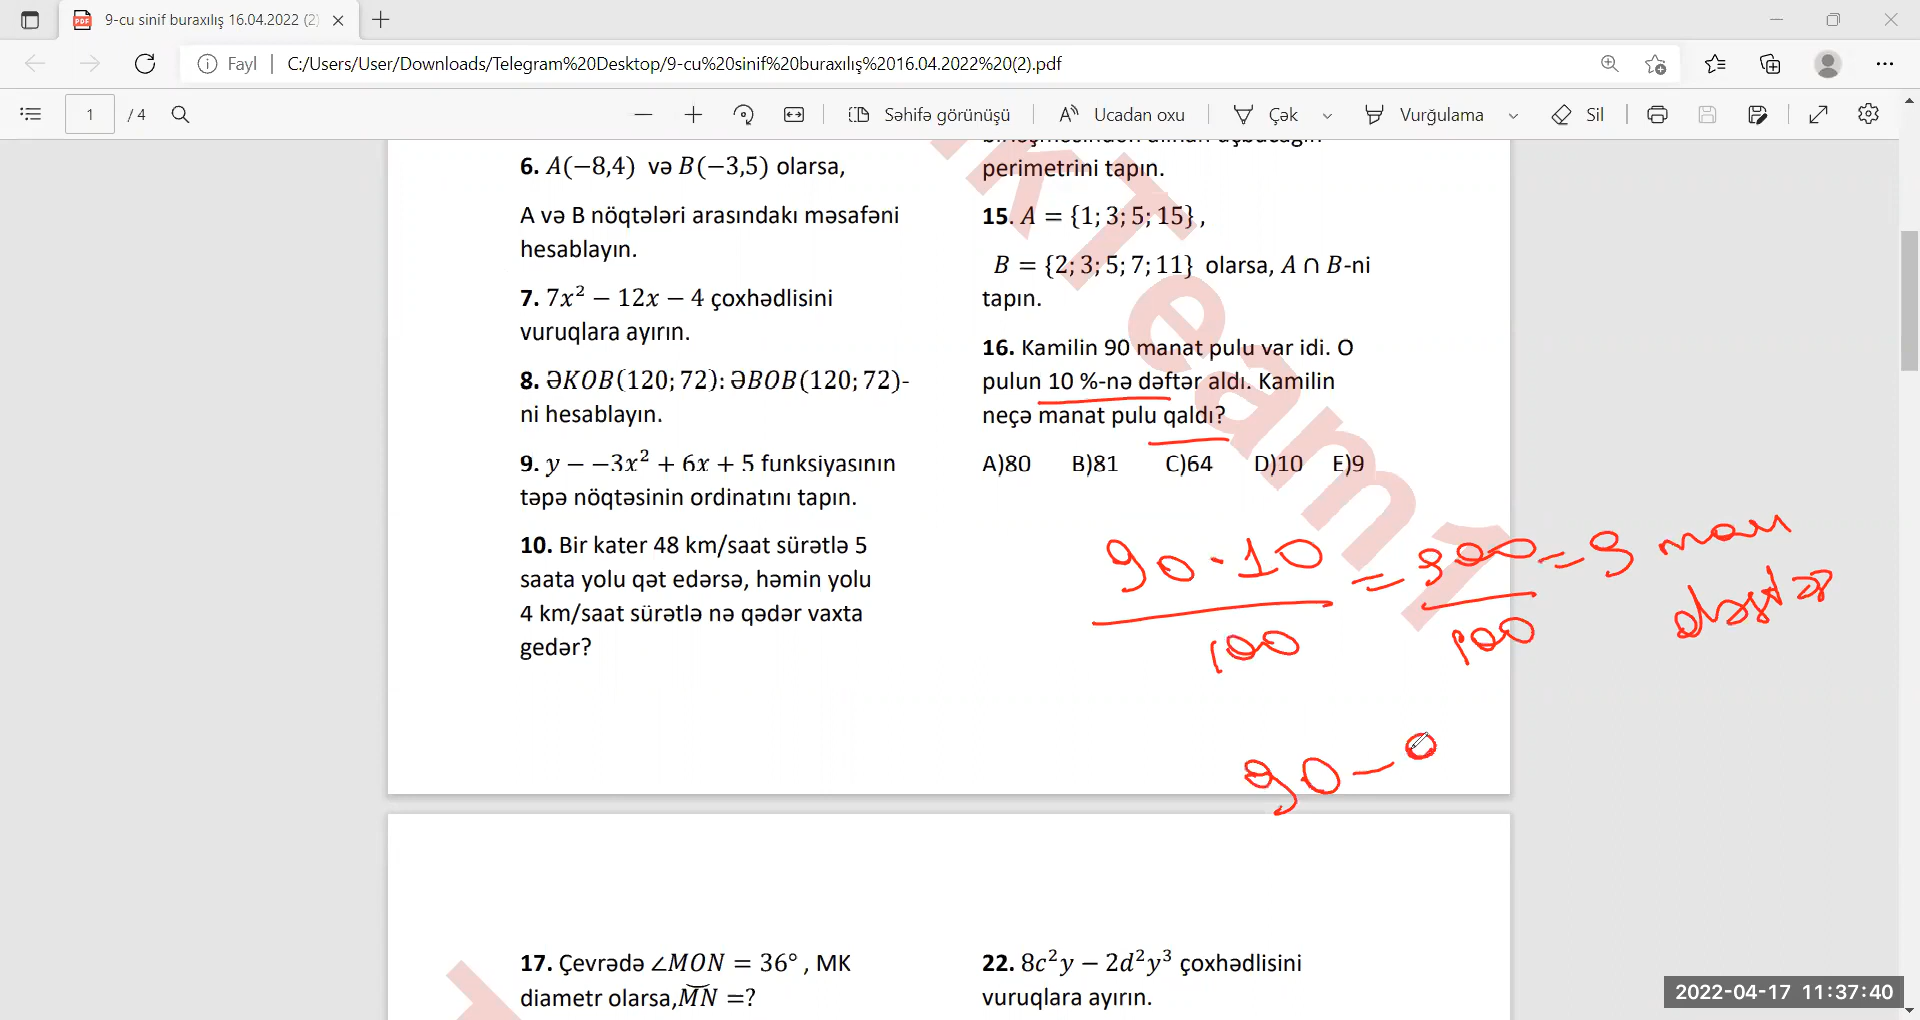 9-cu sinif buraxılış 16.04.2022 (2)
Fayl
C:/Users/User/Downloads/Telegram%20Desktop/9-cu%20sinif%20buraxılış%2016.04.2022%20(2).pdf
1 / 4
Səhifə görünüşü
Ucadan oxu
Çək
Vurğulama
Sil
6. A(−8,4) və B(−3,5) olarsa,
A və B nöqtələri arasındakı məsafəni
hesablayın.
7. 7x² − 12x − 4 çoxhədlisini
vuruqlara ayırın.
8. ƏKOB(120; 72): ƏBOB(120; 72)-
ni hesablayın.
9. y − −3x² + 6x + 5 funksiyasının
təpə nöqtəsinin ordinatını tapın.
10. Bir kater 48 km/saat sürətlə 5
saata yolu qət edərsə, həmin yolu
4 km/saat sürətlə nə qədər vaxta
gedər?
perimetrini tapın.
15. A = {1; 3; 5; 15} ,
B = {2; 3; 5; 7; 11} olarsa, A ∩ B-ni
tapın.
16. Kamilin 90 manat pulu var idi. O
pulun 10 %-nə dəftər aldı. Kamilin
neçə manat pulu qaldı?
A)80 B)81 C)64 D)10 E)9
90 · 10 = 900 = 9 man
100 100 dəftər
90 − 9
17. Çevrədə ∠MON = 36° , MK
diametr olarsa,MN =?
22. 8c²y − 2d²y³ çoxhədlisini
vuruqlara ayırın.
kTeam1
2022-04-17 11:37:40